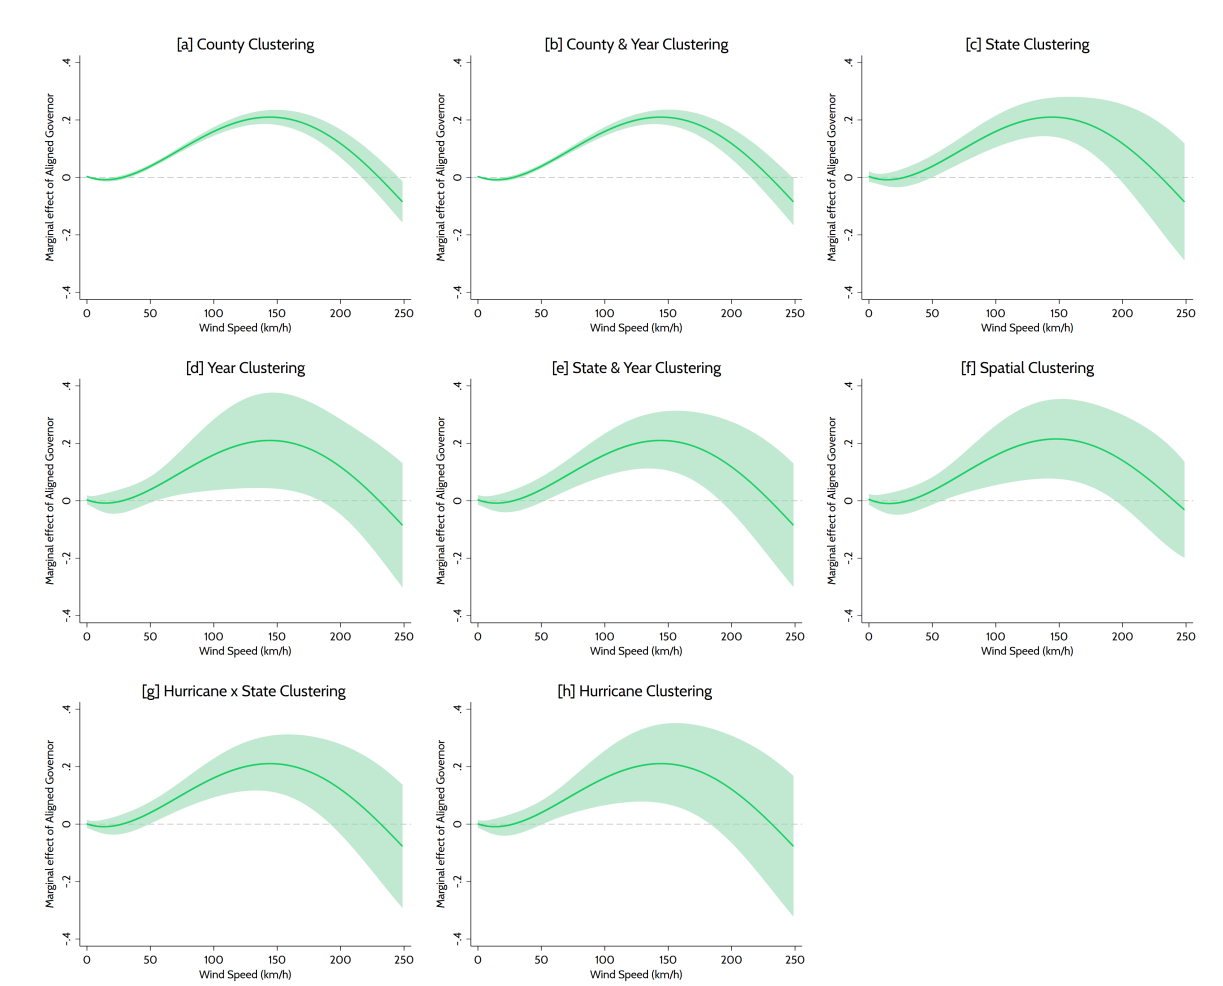 [a] County Clustering
Marginal effect of Aligned Governor
.4
.2
0
-.2
-.4
0 50 100 150 200 250
Wind Speed (km/h)
[b] County & Year Clustering
Marginal effect of Aligned Governor
.4
.2
0
-.2
-.4
0 50 100 150 200 250
Wind Speed (km/h)
[c] State Clustering
Marginal effect of Aligned Governor
.4
.2
0
-.2
-.4
0 50 100 150 200 250
Wind Speed (km/h)
[d] Year Clustering
Marginal effect of Aligned Governor
.4
.2
0
-.2
-.4
0 50 100 150 200 250
Wind Speed (km/h)
[e] State & Year Clustering
Marginal effect of Aligned Governor
.4
.2
0
-.2
-.4
0 50 100 150 200 250
Wind Speed (km/h)
[f] Spatial Clustering
Marginal effect of Aligned Governor
.4
.2
0
-.2
-.4
0 50 100 150 200 250
Wind Speed (km/h)
[g] Hurricane x State Clustering
Marginal effect of Aligned Governor
.4
.2
0
-.2
-.4
0 50 100 150 200 250
Wind Speed (km/h)
[h] Hurricane Clustering
Marginal effect of Aligned Governor
.4
.2
0
-.2
-.4
0 50 100 150 200 250
Wind Speed (km/h)